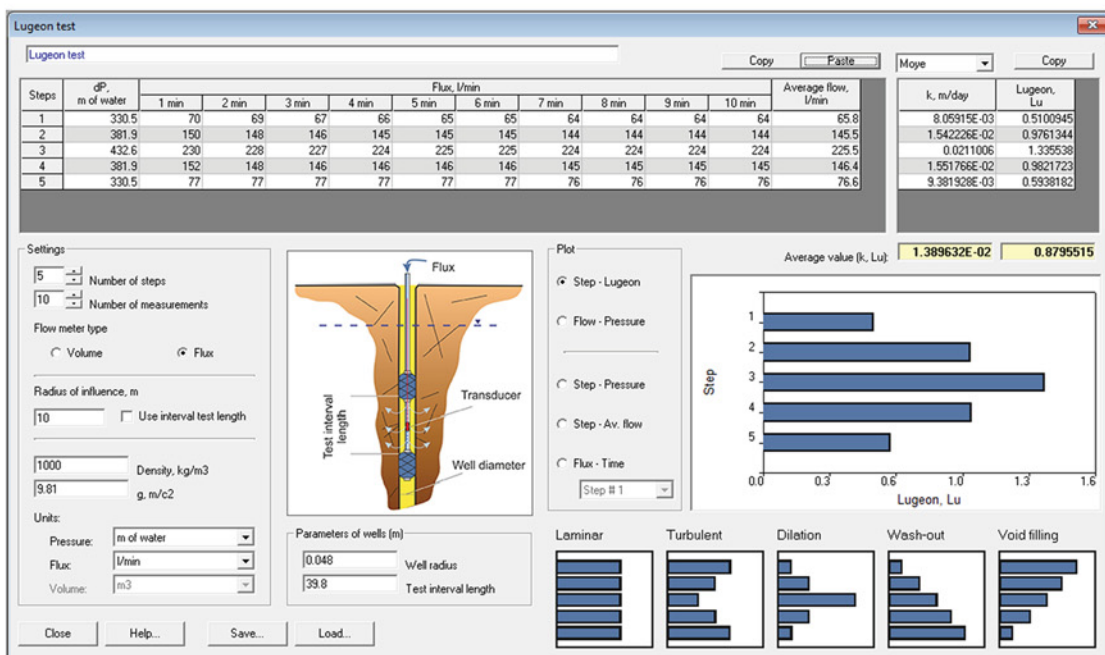 Lugeon test
Lugeon test
Copy Paste Moye Copy
Steps dP, m of water Flux, l/min Average flow, l/min k, m/day Lugeon, Lu
1 min 2 min 3 min 4 min 5 min 6 min 7 min 8 min 9 min 10 min
1 330.5 70 69 67 66 65 65 64 64 64 64 65.8 8.05915E-03 0.5100945
2 381.9 150 148 146 145 145 145 144 144 144 144 145.5 1.542226E-02 0.9761344
3 432.6 230 228 227 224 225 225 224 224 224 224 225.5 0.0211006 1.335538
4 381.9 152 148 146 146 146 146 145 145 145 145 146.4 1.551766E-02 0.9821723
5 330.5 77 77 77 77 77 77 76 76 76 76 76.6 9.381928E-03 0.5938182
Average value (k, Lu): 1.389632E-02 0.8795515
Settings
5 Number of steps
10 Number of measurements
Flow meter type
Volume Flux
Radius of influence, m
10 Use interval test length
1000 Density, kg/m3
9.81 g, m/c2
Units:
Pressure: m of water
Flux: l/min
Volume: m3
Flux
Transducer
Test interval length
Well diameter
Parameters of wells (m)
0.048 Well radius
39.8 Test interval length
Plot
Step - Lugeon
Flow - Pressure
Step - Pressure
Step - Av. flow
Flux - Time
Step # 1
Step
1
2
3
4
5
0.0 0.3 0.6 1.0 1.3 1.6
Lugeon, Lu
Laminar Turbulent Dilation Wash-out Void filling
Close Help... Save... Load...